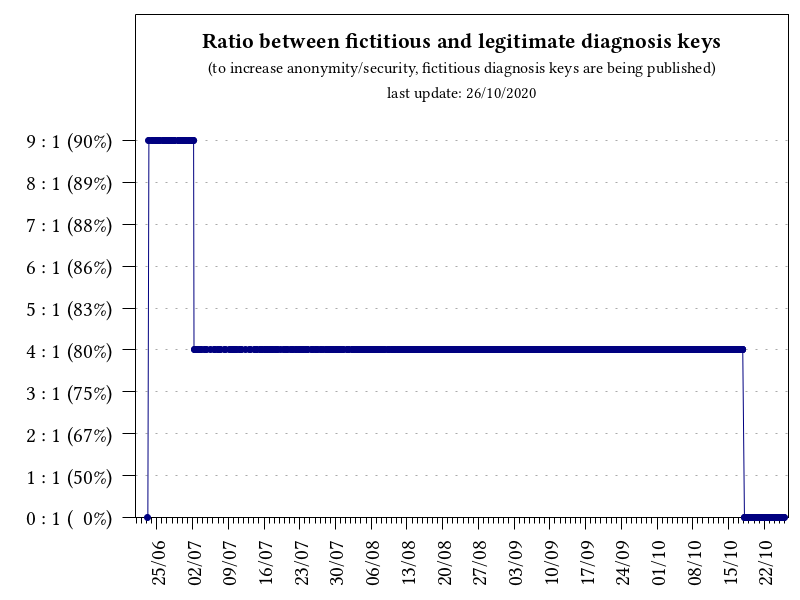 Ratio between fictitious and legitimate diagnosis keys
(to increase anonymity/security, fictitious diagnosis keys are being published)
last update: 26/10/2020
9 : 1 (90%)
8 : 1 (89%)
7 : 1 (88%)
6 : 1 (86%)
5 : 1 (83%)
4 : 1 (80%)
3 : 1 (75%)
2 : 1 (67%)
1 : 1 (50%)
0 : 1 ( 0%)
25/06
02/07
09/07
16/07
23/07
30/07
06/08
13/08
20/08
27/08
03/09
10/09
17/09
24/09
01/10
08/10
15/10
22/10